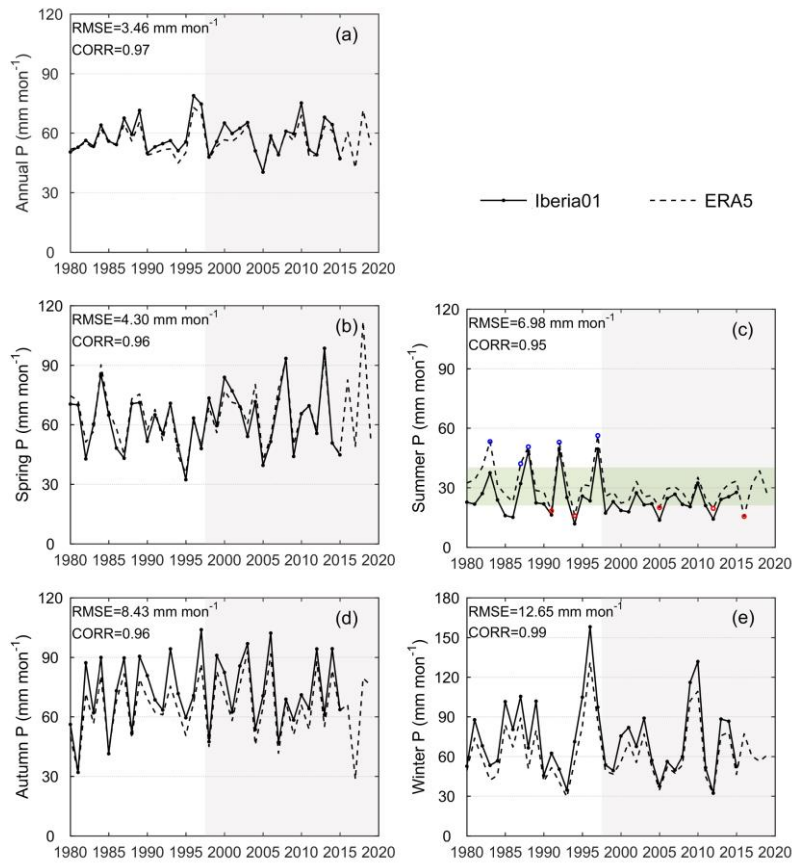 120
90
60
30
0
Annual P (mm mon⁻¹)
RMSE=3.46 mm mon⁻¹
CORR=0.97
(a)
1980 1985 1990 1995 2000 2005 2010 2015 2020
Iberia01
ERA5
120
90
60
30
0
Spring P (mm mon⁻¹)
RMSE=4.30 mm mon⁻¹
CORR=0.96
(b)
1980 1985 1990 1995 2000 2005 2010 2015 2020
120
90
60
30
0
Summer P (mm mon⁻¹)
RMSE=6.98 mm mon⁻¹
CORR=0.95
(c)
1980 1985 1990 1995 2000 2005 2010 2015 2020
120
90
60
30
0
Autumn P (mm mon⁻¹)
RMSE=8.43 mm mon⁻¹
CORR=0.96
(d)
1980 1985 1990 1995 2000 2005 2010 2015 2020
180
150
120
90
60
30
0
Winter P (mm mon⁻¹)
RMSE=12.65 mm mon⁻¹
CORR=0.99
(e)
1980 1985 1990 1995 2000 2005 2010 2015 2020